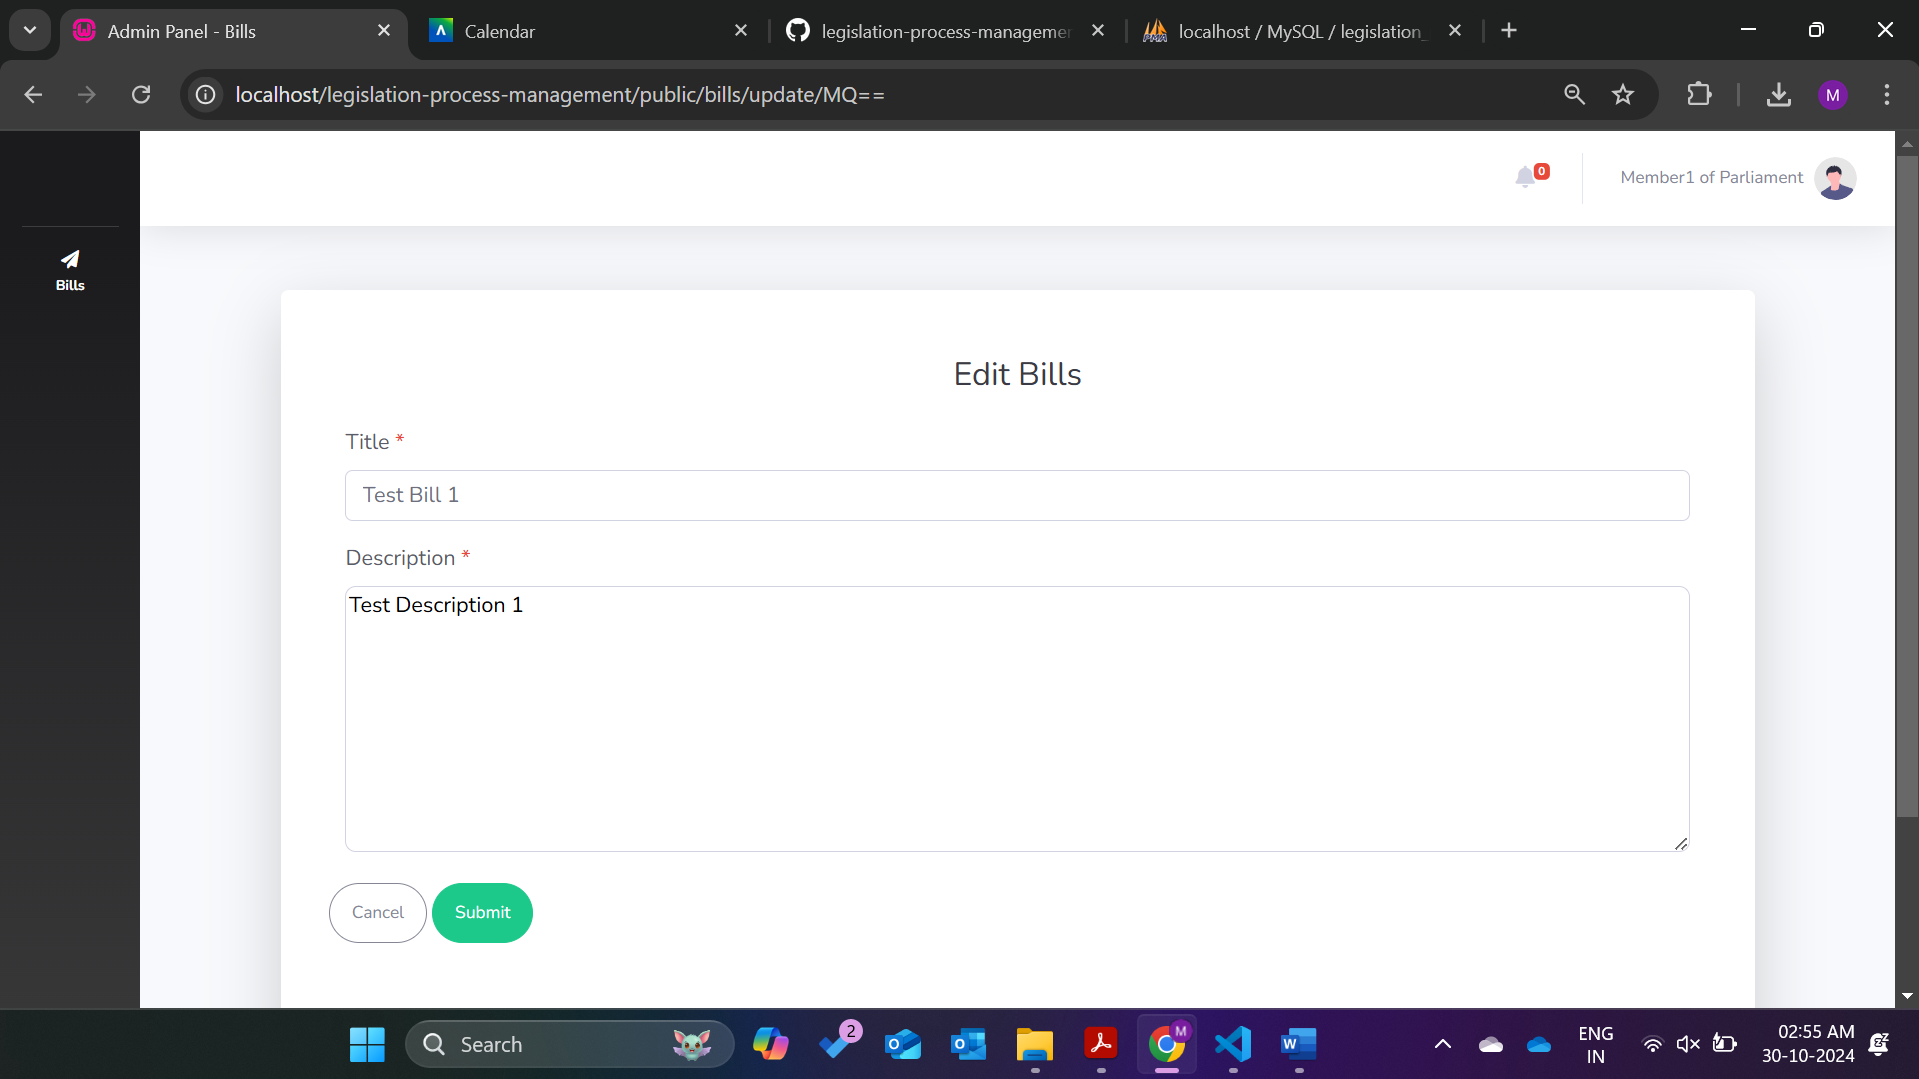 Admin Panel - Bills
Calendar
legislation-process-managemer
localhost / MySQL / legislation_
localhost/legislation-process-management/public/bills/update/MQ==
M
0
Member1 of Parliament
Bills
Edit Bills
Title *
Test Bill 1
Description *
Test Description 1
Cancel
Submit
Search
2
M
ENG
IN
02:55 AM
30-10-2024